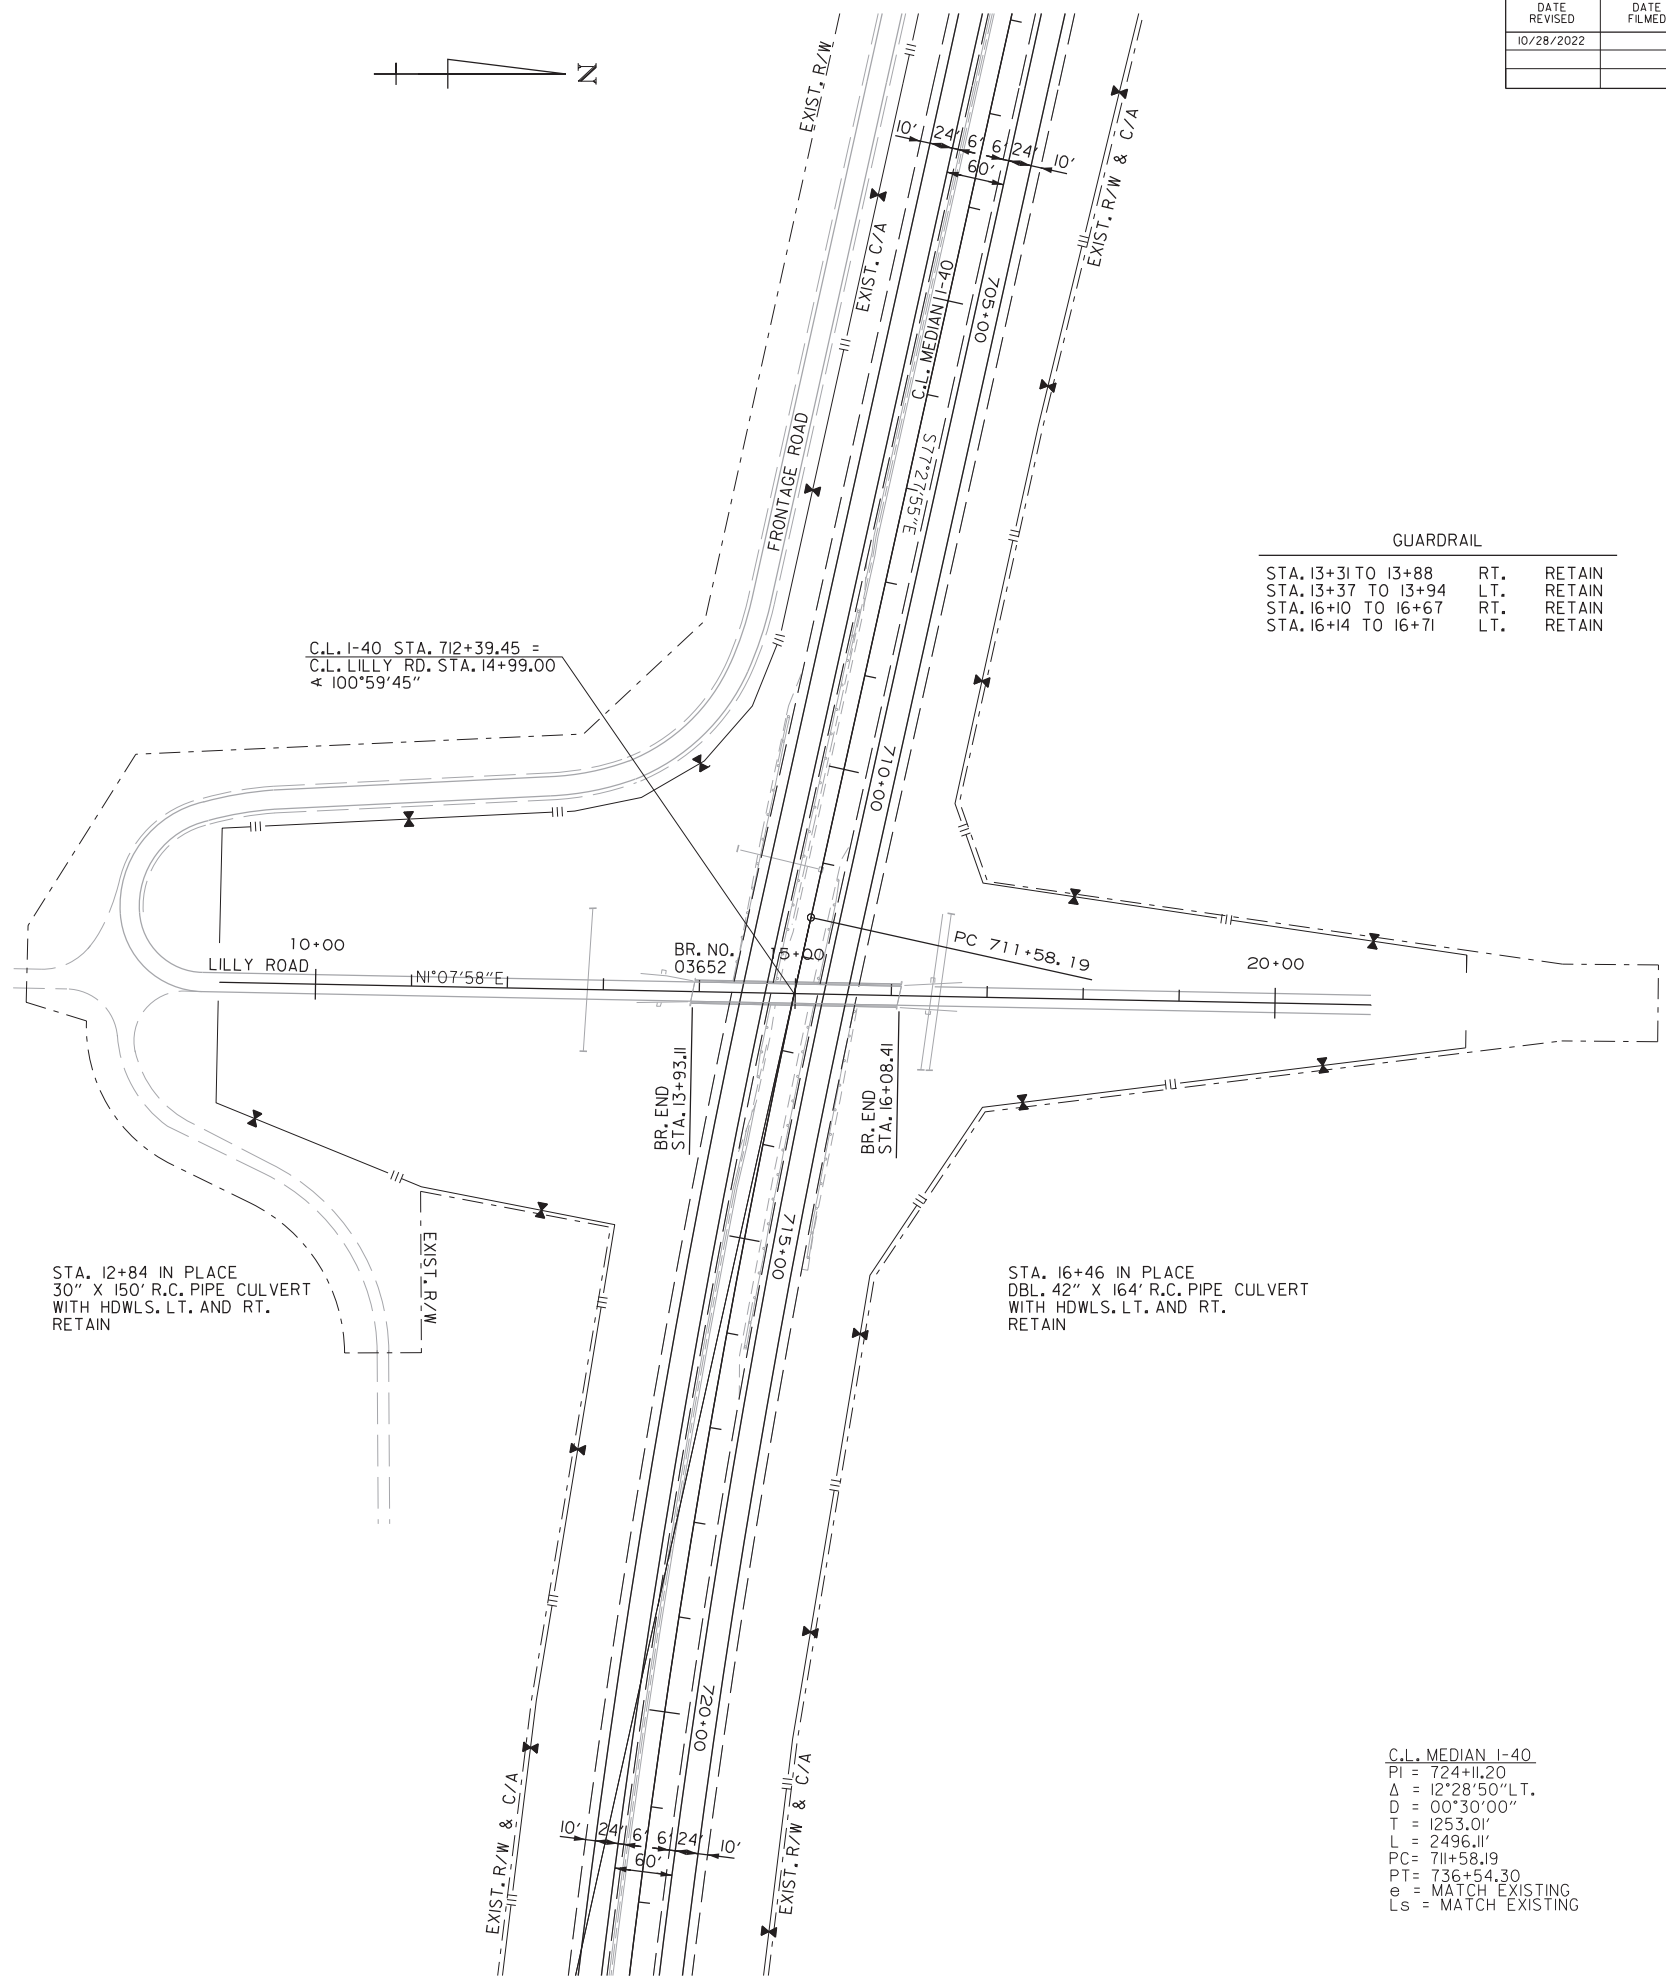 DATE REVISED
DATE FILMED
10/28/2022
N
EXIST. R/W
10' 24' 6' 6' 24' 10'
60'
EXIST. R/W & C/A
EXIST. C/A
C.L. MEDIAN I-40
705+00
S77°27'55"E
FRONTAGE ROAD
GUARDRAIL
STA. 13+31 TO 13+88 RT. RETAIN
STA. 13+37 TO 13+94 LT. RETAIN
STA. 16+10 TO 16+67 RT. RETAIN
STA. 16+14 TO 16+71 LT. RETAIN
C.L. I-40 STA. 712+39.45 =
C.L. LILLY RD. STA. 14+99.00
∢ 100°59'45"
710+00
10+00
LILLY ROAD
N1°07'58"E
BR. NO.
03652
15+00
PC 711+58.19
20+00
BR. END
STA. 13+93.11
BR. END
STA. 16+08.41
715+00
EXIST. R/W
STA. 12+84 IN PLACE
30" X 150' R.C. PIPE CULVERT
WITH HDWLS. LT. AND RT.
RETAIN
STA. 16+46 IN PLACE
DBL. 42" X 164' R.C. PIPE CULVERT
WITH HDWLS. LT. AND RT.
RETAIN
720+00
EXIST. R/W & C/A
10' 24' 6' 6' 24' 10'
60'
EXIST. R/W & C/A
C.L. MEDIAN I-40
PI = 724+11.20
Δ = 12°28'50"LT.
D = 00°30'00"
T = 1253.01'
L = 2496.11'
PC= 711+58.19
PT= 736+54.30
e = MATCH EXISTING
Ls = MATCH EXISTING